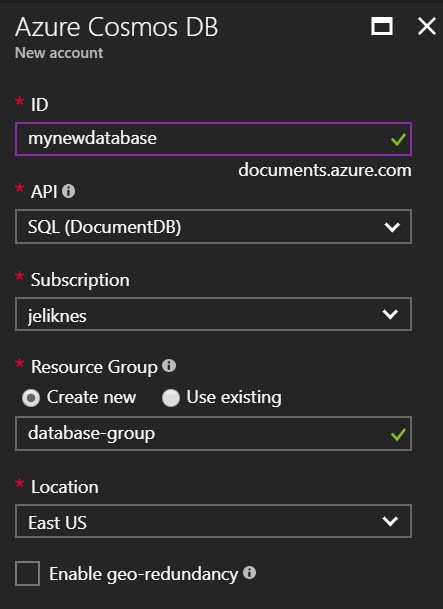 Azure Cosmos DB
New account
* ID
mynewdatabase
documents.azure.com
* API
SQL (DocumentDB)
* Subscription
jeliknes
* Resource Group
Create new Use existing
database-group
* Location
East US
Enable geo-redundancy